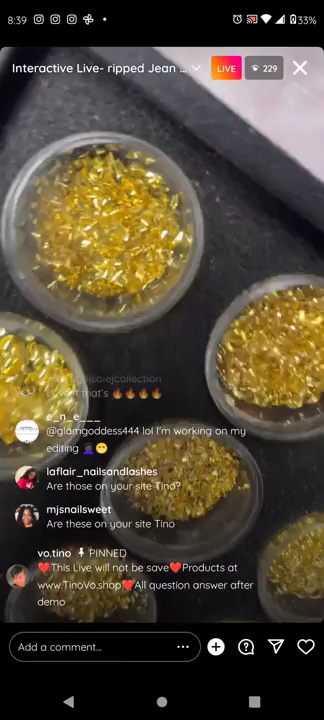 8:39
33%
Interactive Live- ripped Jean ...
LIVE
229
that's 🔥🔥🔥🔥
e_n_e____
@glamgoddess444 lol I'm working on my
editing 🤦🏿‍♀️😬
laflair_nailsandlashes
Are those on your site Tino?
mjsnailsweet
Are these on your site Tino
vo.tino 📌 PINNED
❤️This Live will not be save❤️Products at
www.TinoVo.shop❤️All question answer after
demo
Add a comment...